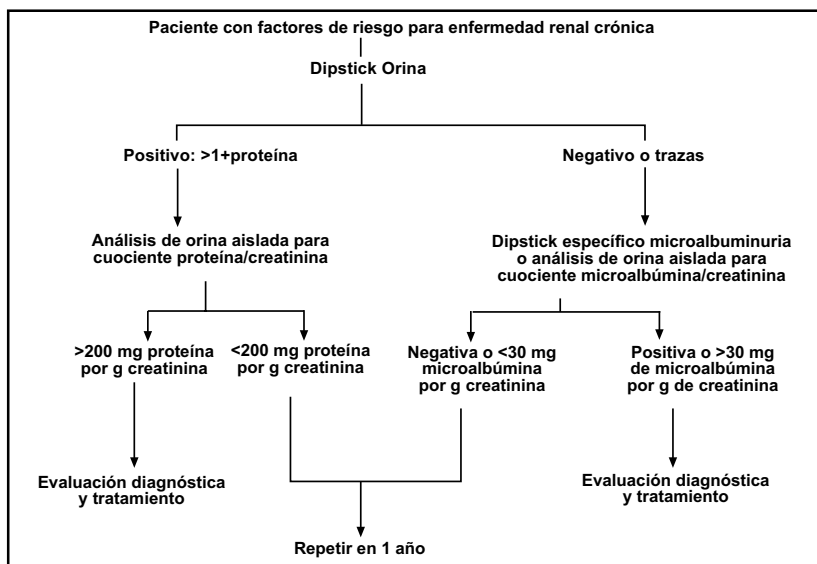 Paciente con factores de riesgo para enfermedad renal crónica
Dipstick Orina
Positivo: >1+proteína
Negativo o trazas
Análisis de orina aislada para
cuociente proteína/creatinina
Dipstick específico microalbuminuria
o análisis de orina aislada para
cuociente microalbúmina/creatinina
>200 mg proteína
por g creatinina
<200 mg proteína
por g creatinina
Negativa o <30 mg
microalbúmina
por g creatinina
Positiva o >30 mg
de microalbúmina
por g de creatinina
Evaluación diagnóstica
y tratamiento
Evaluación diagnóstica
y tratamiento
Repetir en 1 año